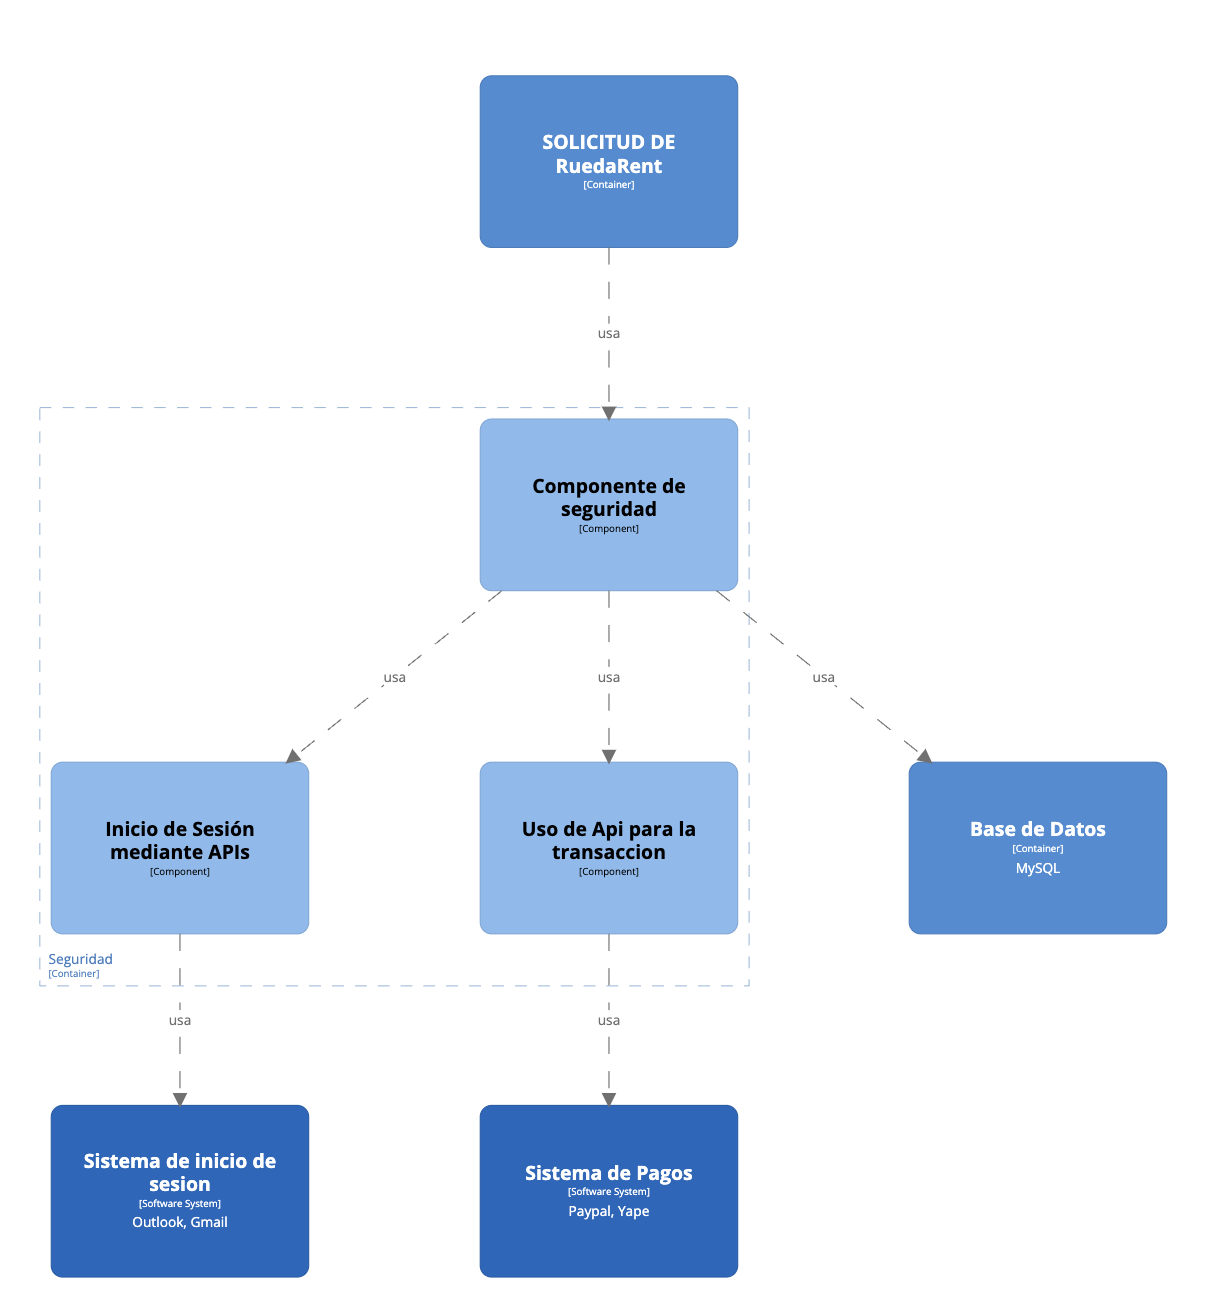 SOLICITUD DE
RuedaRent
[Container]
usa
Componente de
seguridad
[Component]
usa
usa
usa
Inicio de Sesión
mediante APIs
[Component]
Uso de Api para la
transaccion
[Component]
Base de Datos
[Container]
MySQL
Seguridad
[Container]
usa
usa
Sistema de inicio de
sesion
[Software System]
Outlook, Gmail
Sistema de Pagos
[Software System]
Paypal, Yape